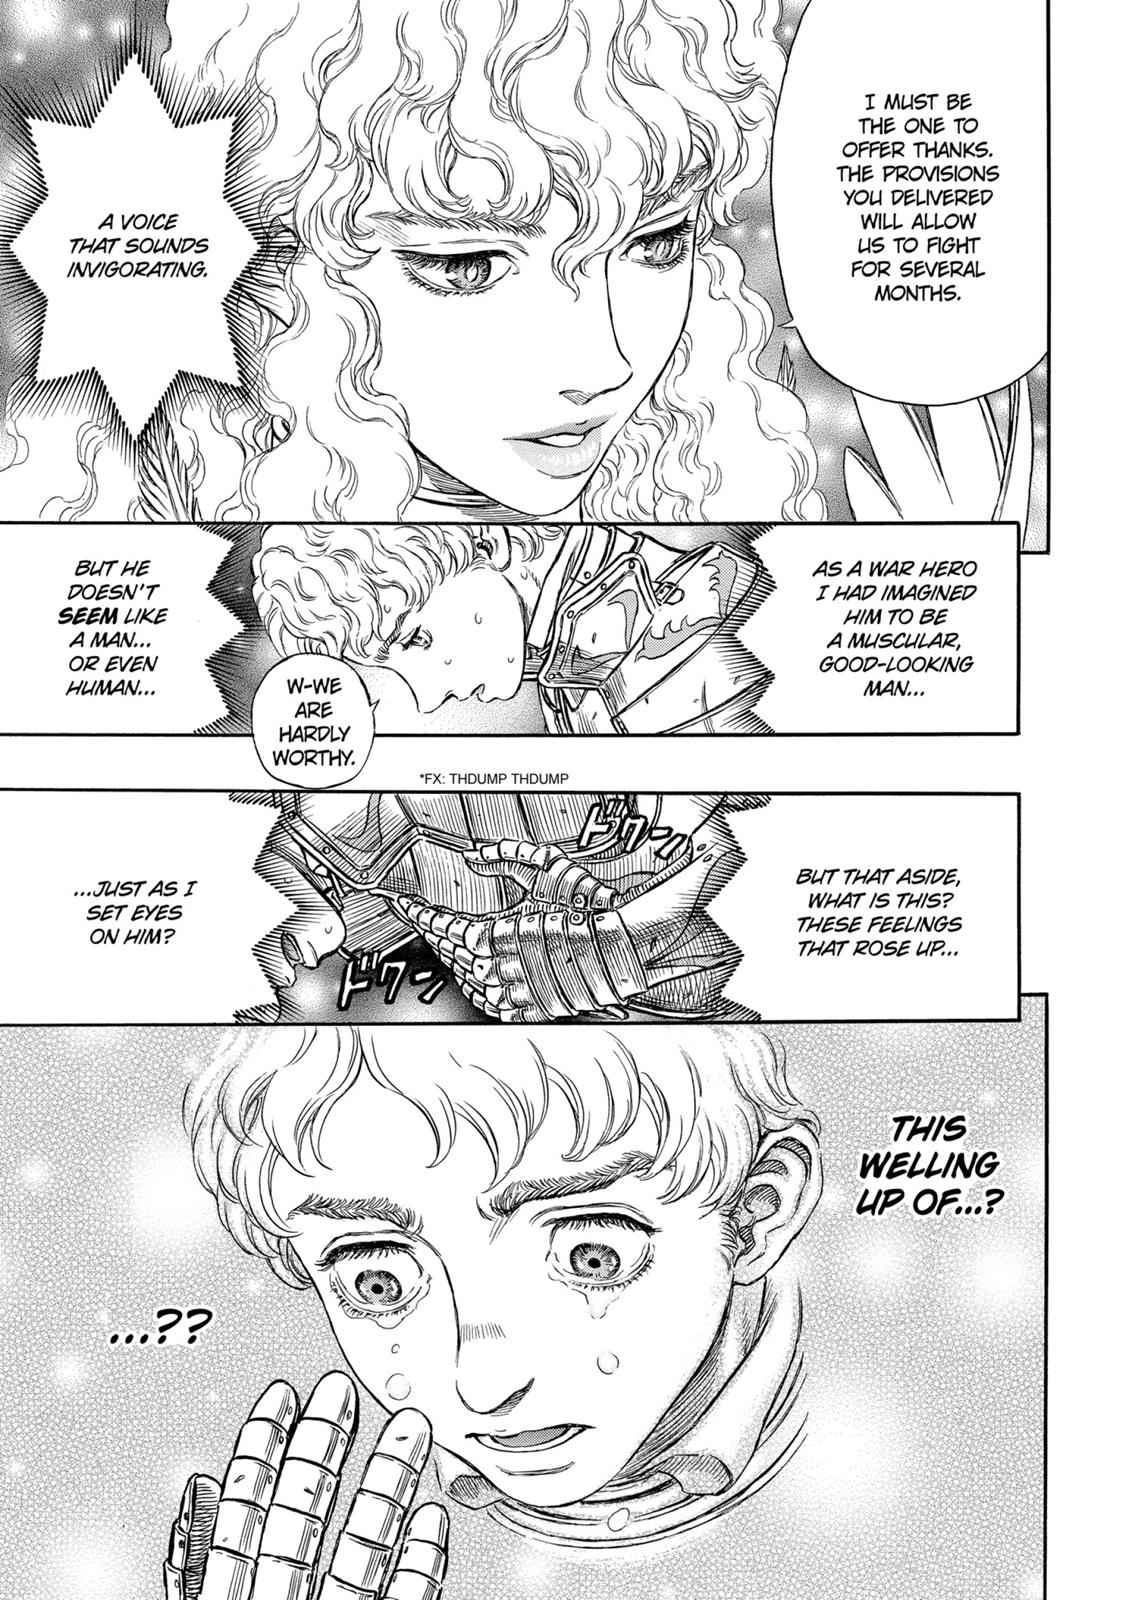 I MUST BE
THE ONE TO
OFFER THANKS.
THE PROVISIONS
YOU DELIVERED
WILL ALLOW
US TO FIGHT
FOR SEVERAL
MONTHS.
A VOICE
THAT SOUNDS
INVIGORATING.
AS A WAR HERO
I HAD IMAGINED
HIM TO BE
A MUSCULAR,
GOOD-LOOKING
MAN...
W-WE
ARE
HARDLY
WORTHY.
BUT HE
DOESN'T
SEEM LIKE
A MAN...
OR EVEN
HUMAN...
*FX: THDUMP THDUMP
BUT THAT ASIDE,
WHAT IS THIS?
THESE FEELINGS
THAT ROSE UP...
ドクン
ドクン
...JUST AS I
SET EYES
ON HIM?
THIS
WELLING
UP OF...?
...??